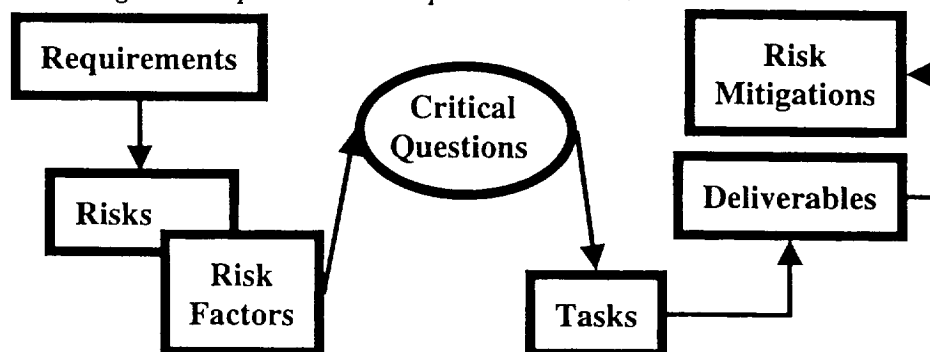 Requirements
Risks
Risk
Factors
Critical
Questions
Tasks
Deliverables
Risk
Mitigations